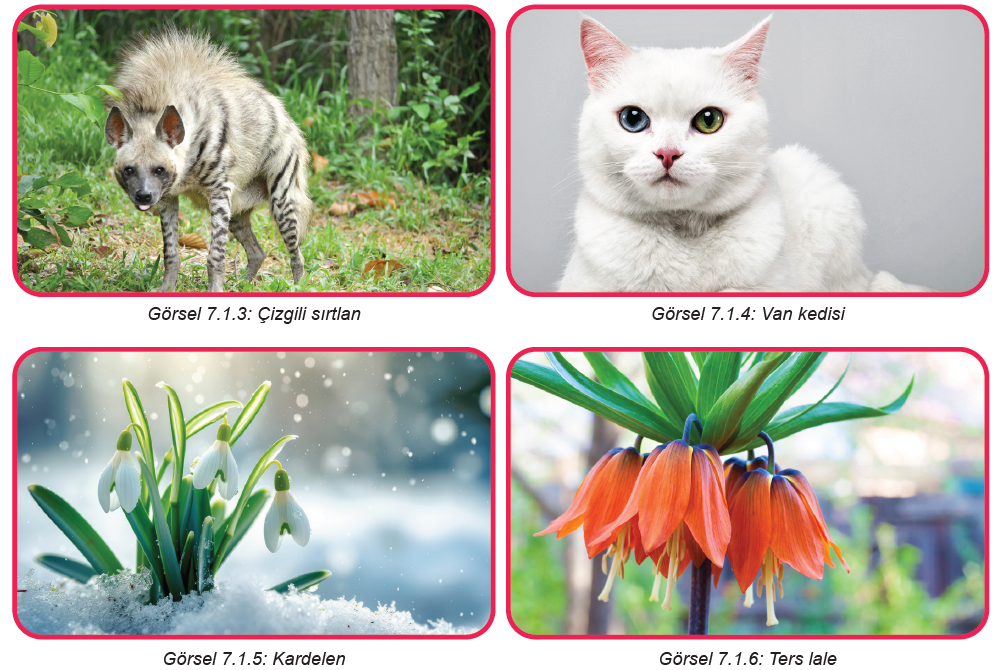 Görsel 7.1.3: Çizgili sırtlan
Görsel 7.1.4: Van kedisi
Görsel 7.1.5: Kardelen
Görsel 7.1.6: Ters lale